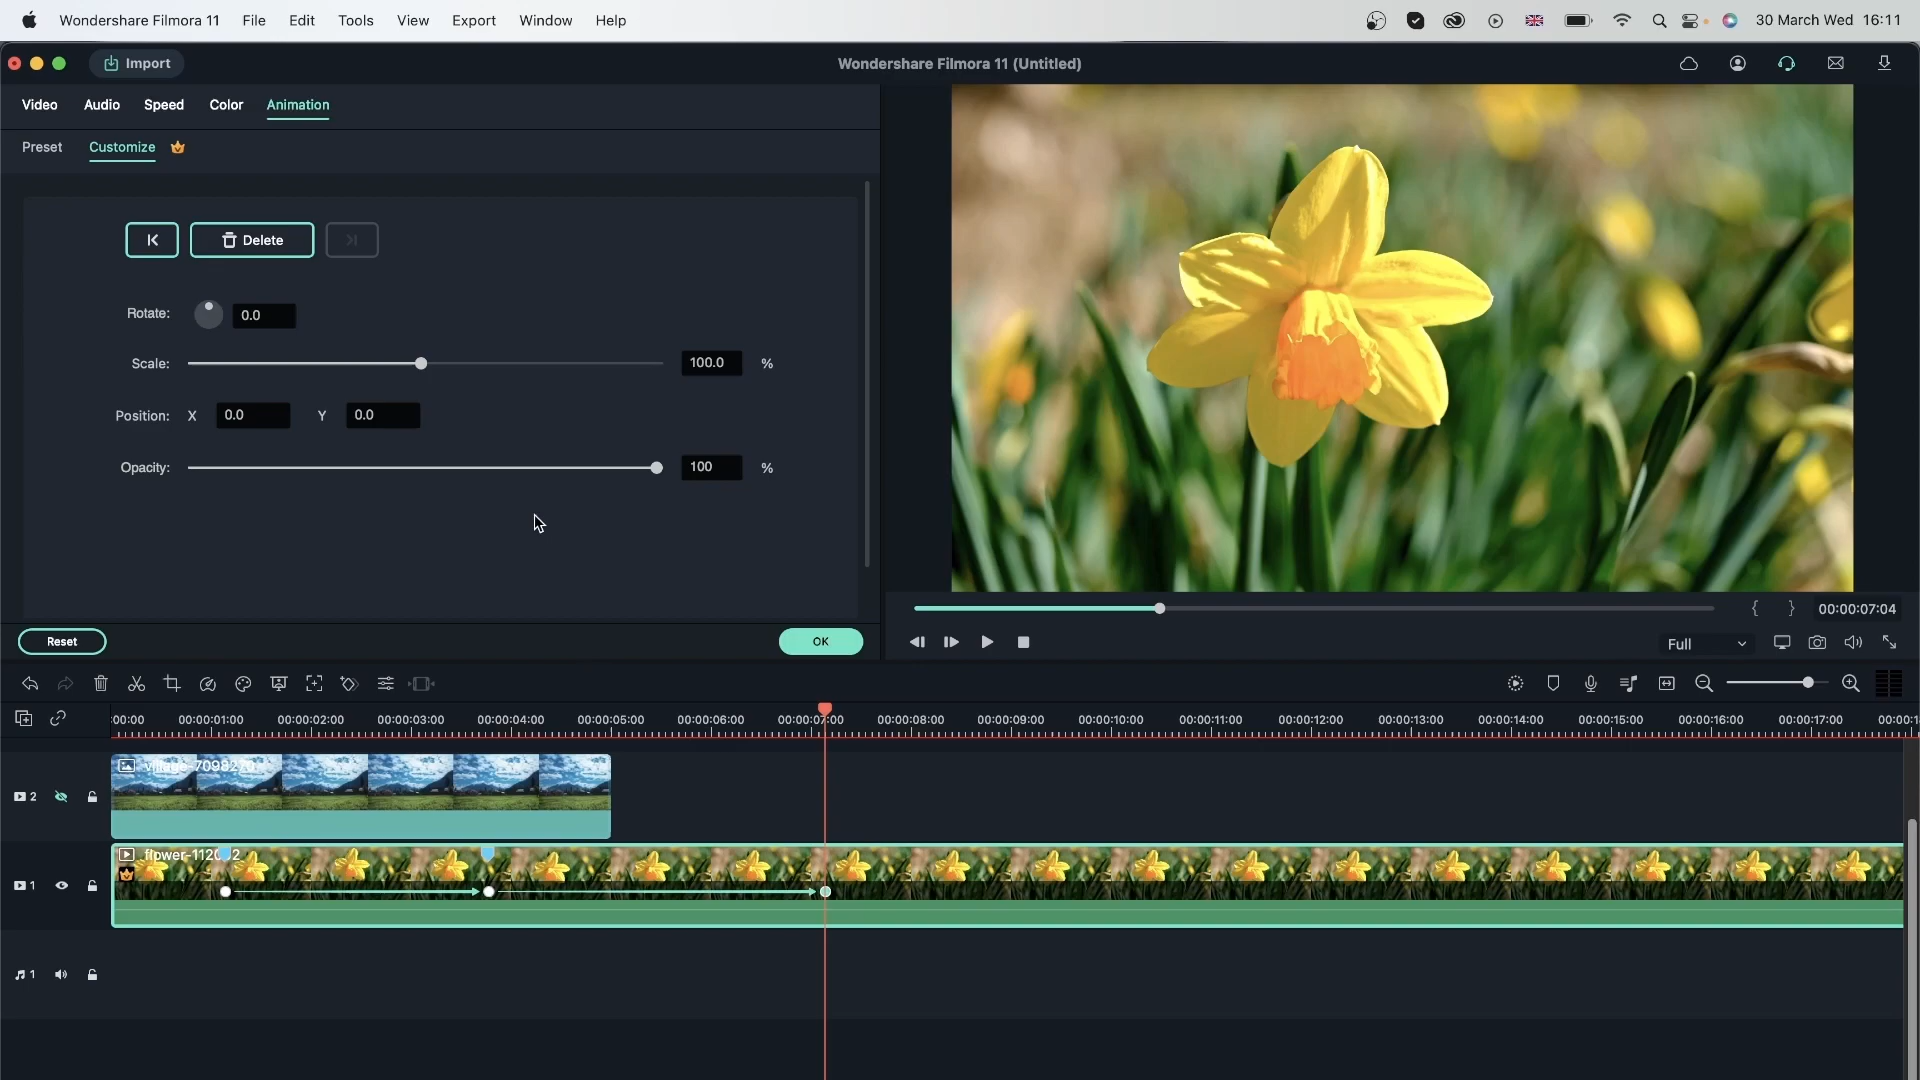 Wondershare Filmora 11 File Edit Tools View Export Window Help 30 March Wed 16:11
Import Wondershare Filmora 11 (Untitled)
Video Audio Speed Color Animation
Preset Customize
Delete
Rotate: 0.0
Scale: 100.0 %
Position: X 0.0 Y 0.0
Opacity: 100 %
{ } 00:00:07:04
Reset OK Full
:00:00 00:00:01:00 00:00:02:00 00:00:03:00 00:00:04:00 00:00:05:00 00:00:06:00 00:00:07:00 00:00:08:00 00:00:09:00 00:00:10:00 00:00:11:00 00:00:12:00 00:00:13:00 00:00:14:00 00:00:15:00 00:00:16:00 00:00:17:00 00:00:1
2
1
1